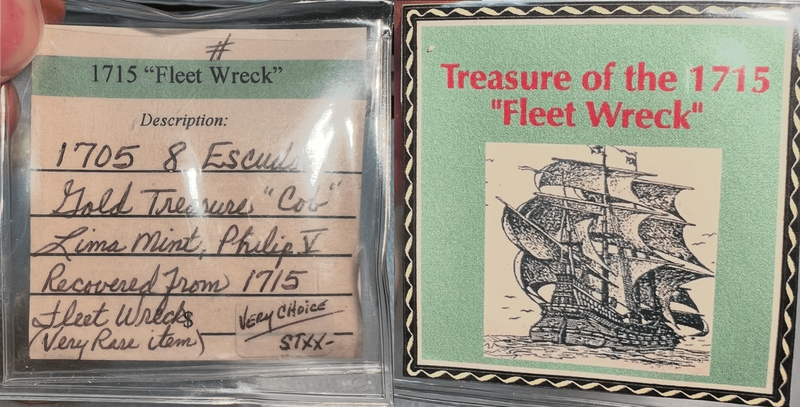 #
1715 "Fleet Wreck"
Description:
1705 8
Gold Treasure "Cob"
Lima Mint, Philip V
Recovered From 1715
Fleet Wrecks
(Very Rare item)
VERY CHOICE
STXX-
Treasure of the 1715
"Fleet Wreck"